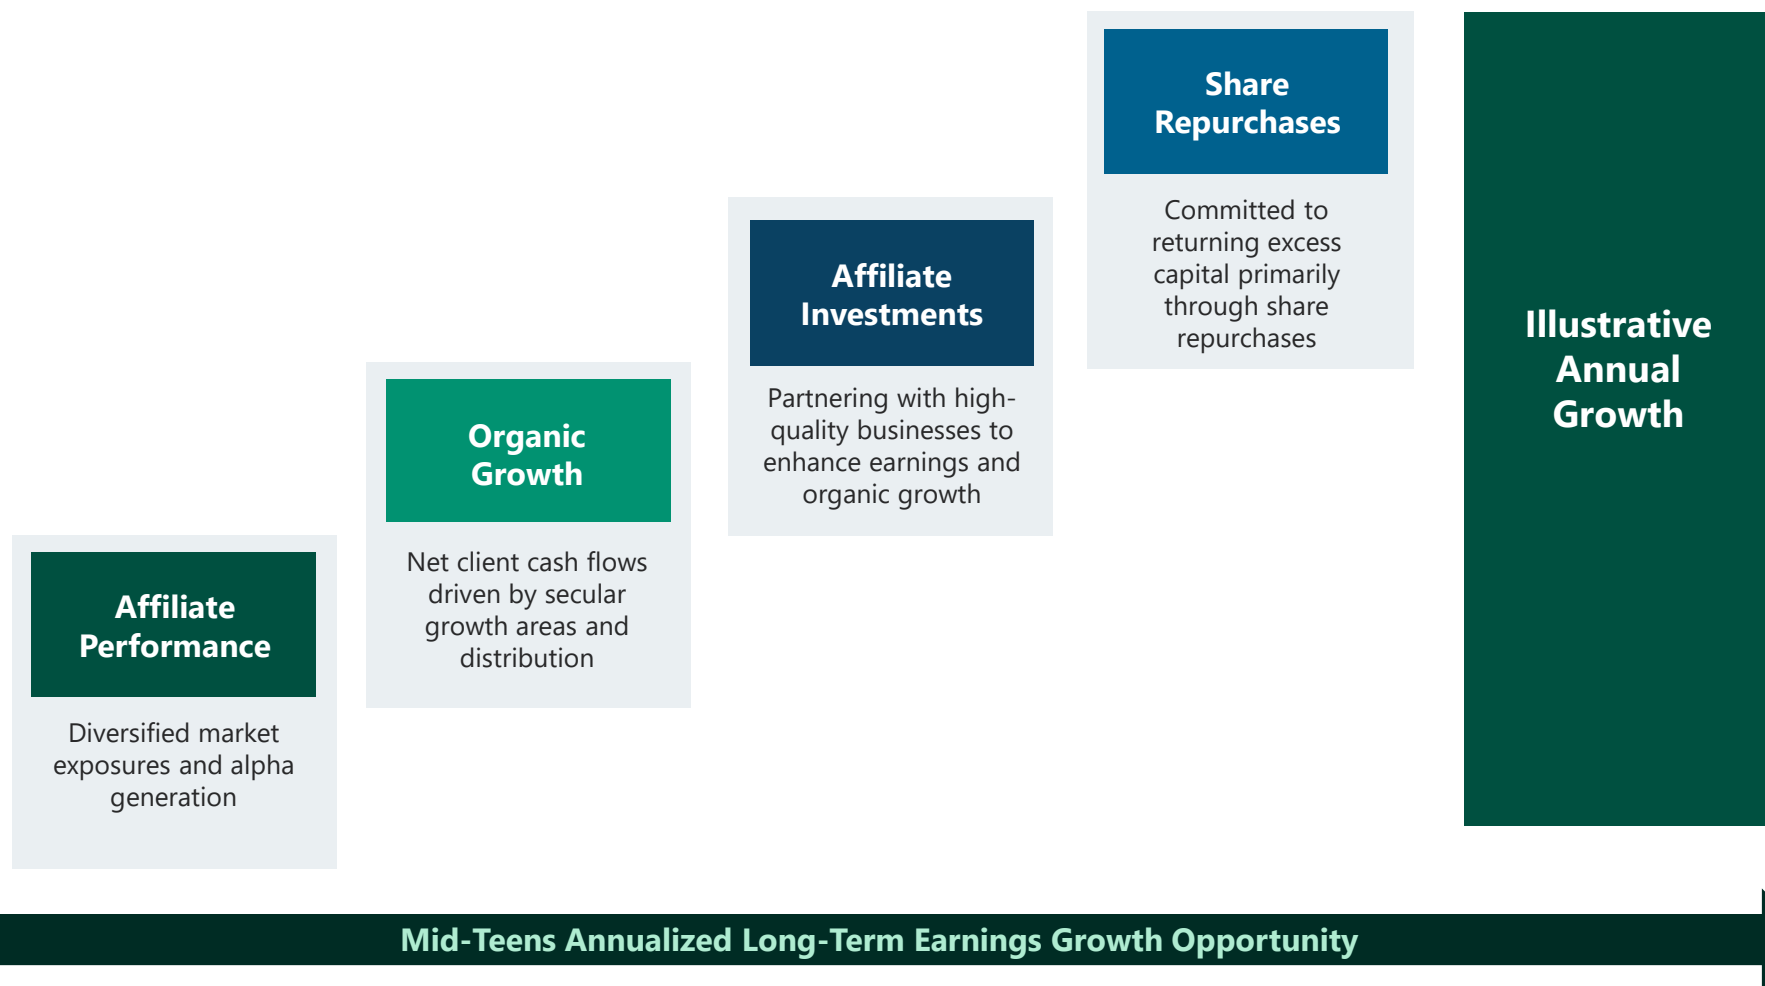 Affiliate
Performance
Diversified market
exposures and alpha
generation
Organic
Growth
Net client cash flows
driven by secular
growth areas and
distribution
Affiliate
Investments
Partnering with high-
quality businesses to
enhance earnings and
organic growth
Share
Repurchases
Committed to
returning excess
capital primarily
through share
repurchases
Illustrative
Annual
Growth
Mid-Teens Annualized Long-Term Earnings Growth Opportunity